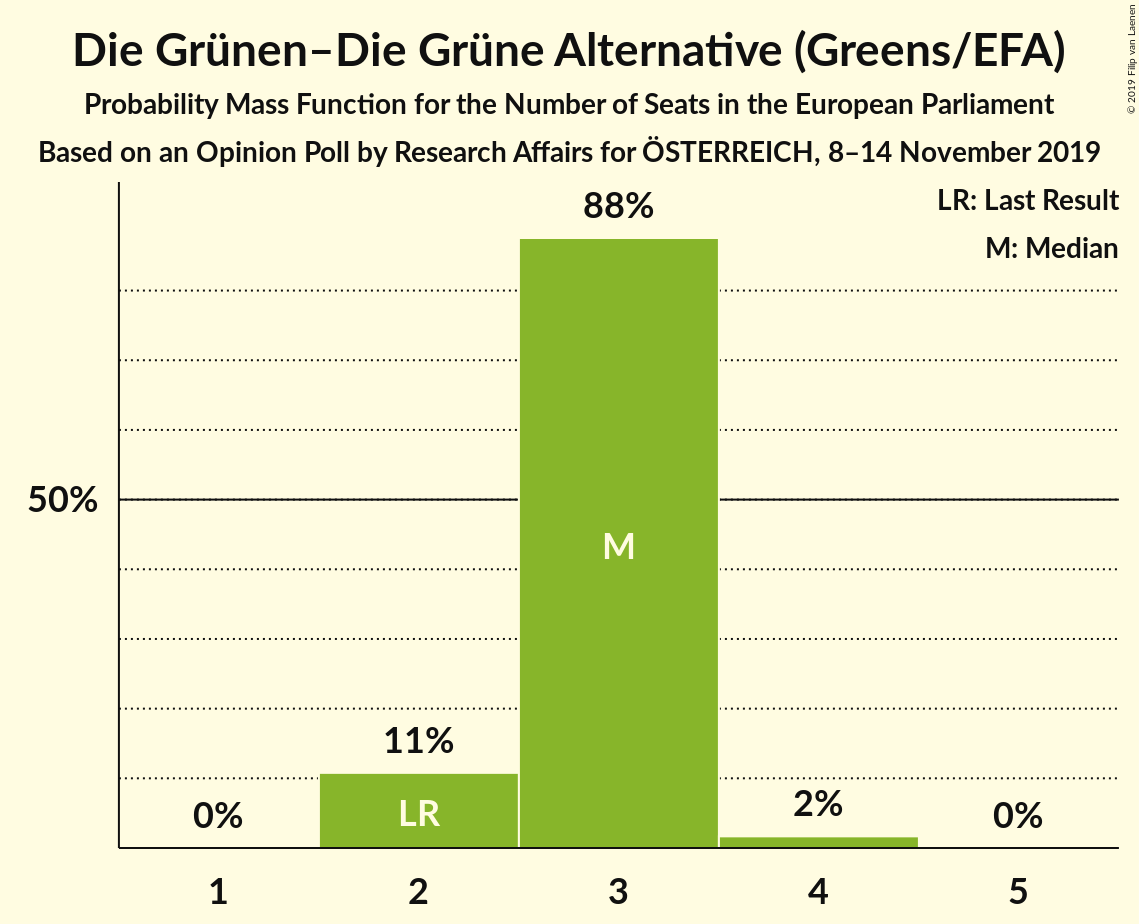 Die Grünen–Die Grüne Alternative (Greens/EFA)
Probability Mass Function for the Number of Seats in the European Parliament
Based on an Opinion Poll by Research Affairs for ÖSTERREICH, 8–14 November 2019
© 2019 Filip van Laenen
LR: Last Result
M: Median
88%
50%
M
11%
LR
0%
2%
0%
1 2 3 4 5